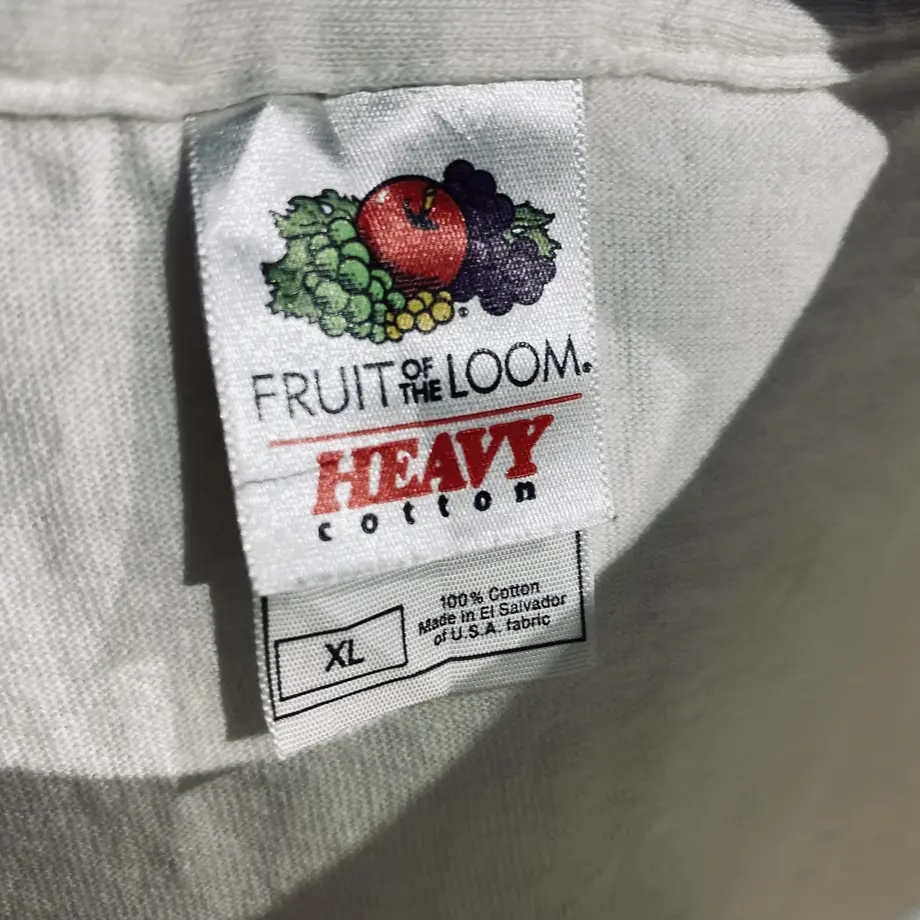 FRUIT OF THE LOOM®
HEAVY
cotton
XL
100% Cotton
Made in El Salvador
of U.S.A. fabric